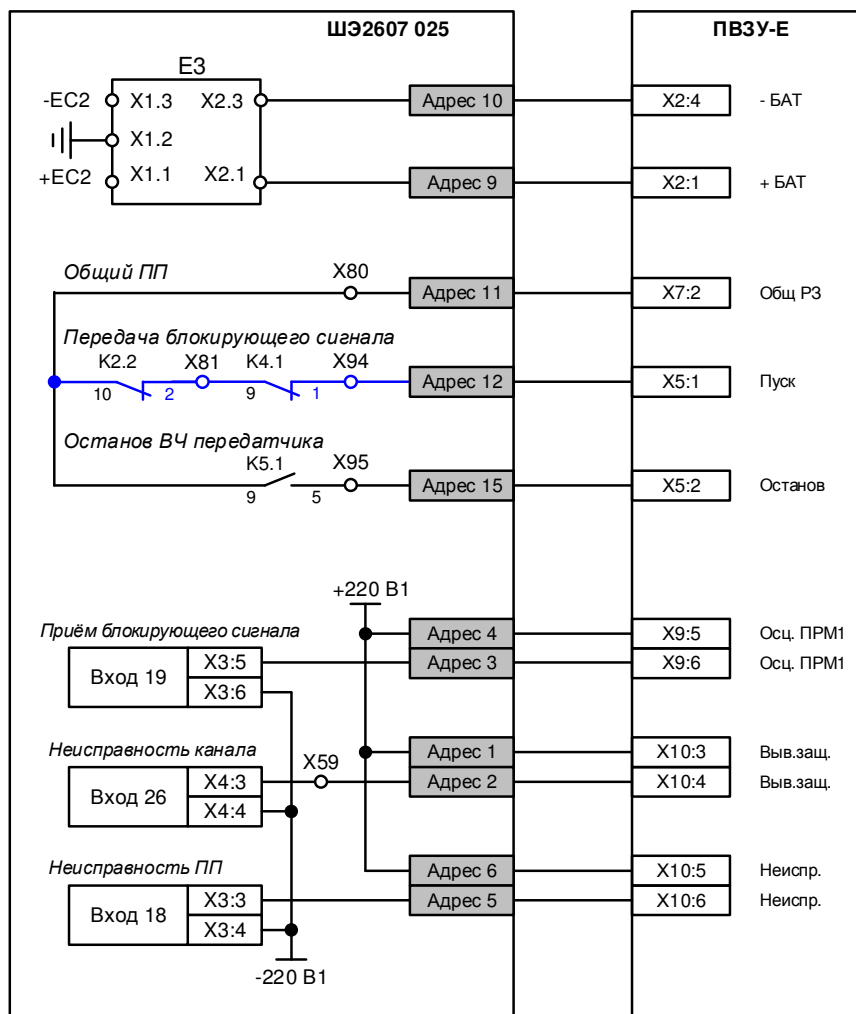 ШЭ2607 025 ПВЗУ-Е
Е3
-ЕС2 Х1.3 Х2.3 Адрес 10 Х2:4 - БАТ
Х1.2
+ЕС2 Х1.1 Х2.1 Адрес 9 Х2:1 + БАТ
Общий ПП Х80
Адрес 11 Х7:2 Общ РЗ
Передача блокирующего сигнала
К2.2 Х81 К4.1 Х94
10 2 9 1 Адрес 12 Х5:1 Пуск
Останов ВЧ передатчика
К5.1 Х95
9 5 Адрес 15 Х5:2 Останов
+220 В1
Приём блокирующего сигнала Адрес 4 Х9:5 Осц. ПРМ1
Вход 19 Х3:5 Адрес 3 Х9:6 Осц. ПРМ1
Х3:6
Неисправность канала Х59 Адрес 1 Х10:3 Выв.защ.
Вход 26 Х4:3 Адрес 2 Х10:4 Выв.защ.
Х4:4
Неисправность ПП Адрес 6 Х10:5 Неиспр.
Вход 18 Х3:3 Адрес 5 Х10:6 Неиспр.
Х3:4
-220 В1